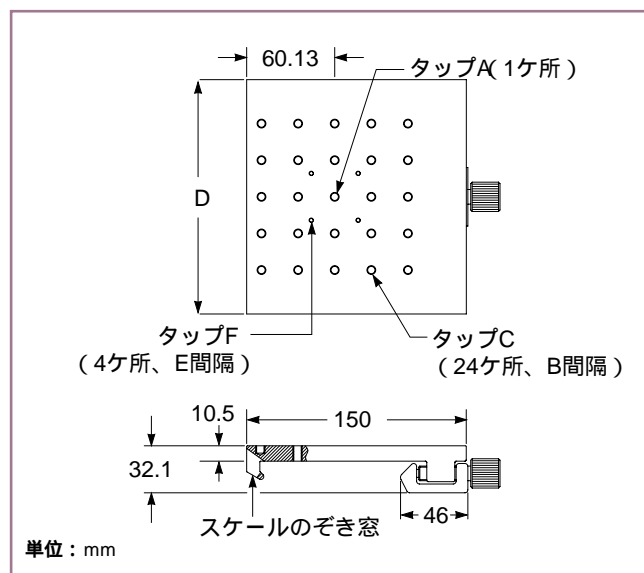 60.13
タップA(1ケ所)
D
タップF
(4ケ所、E間隔)
タップC
(24ケ所、B間隔)
10.5
150
32.1
46
スケールのぞき窓
単位:mm